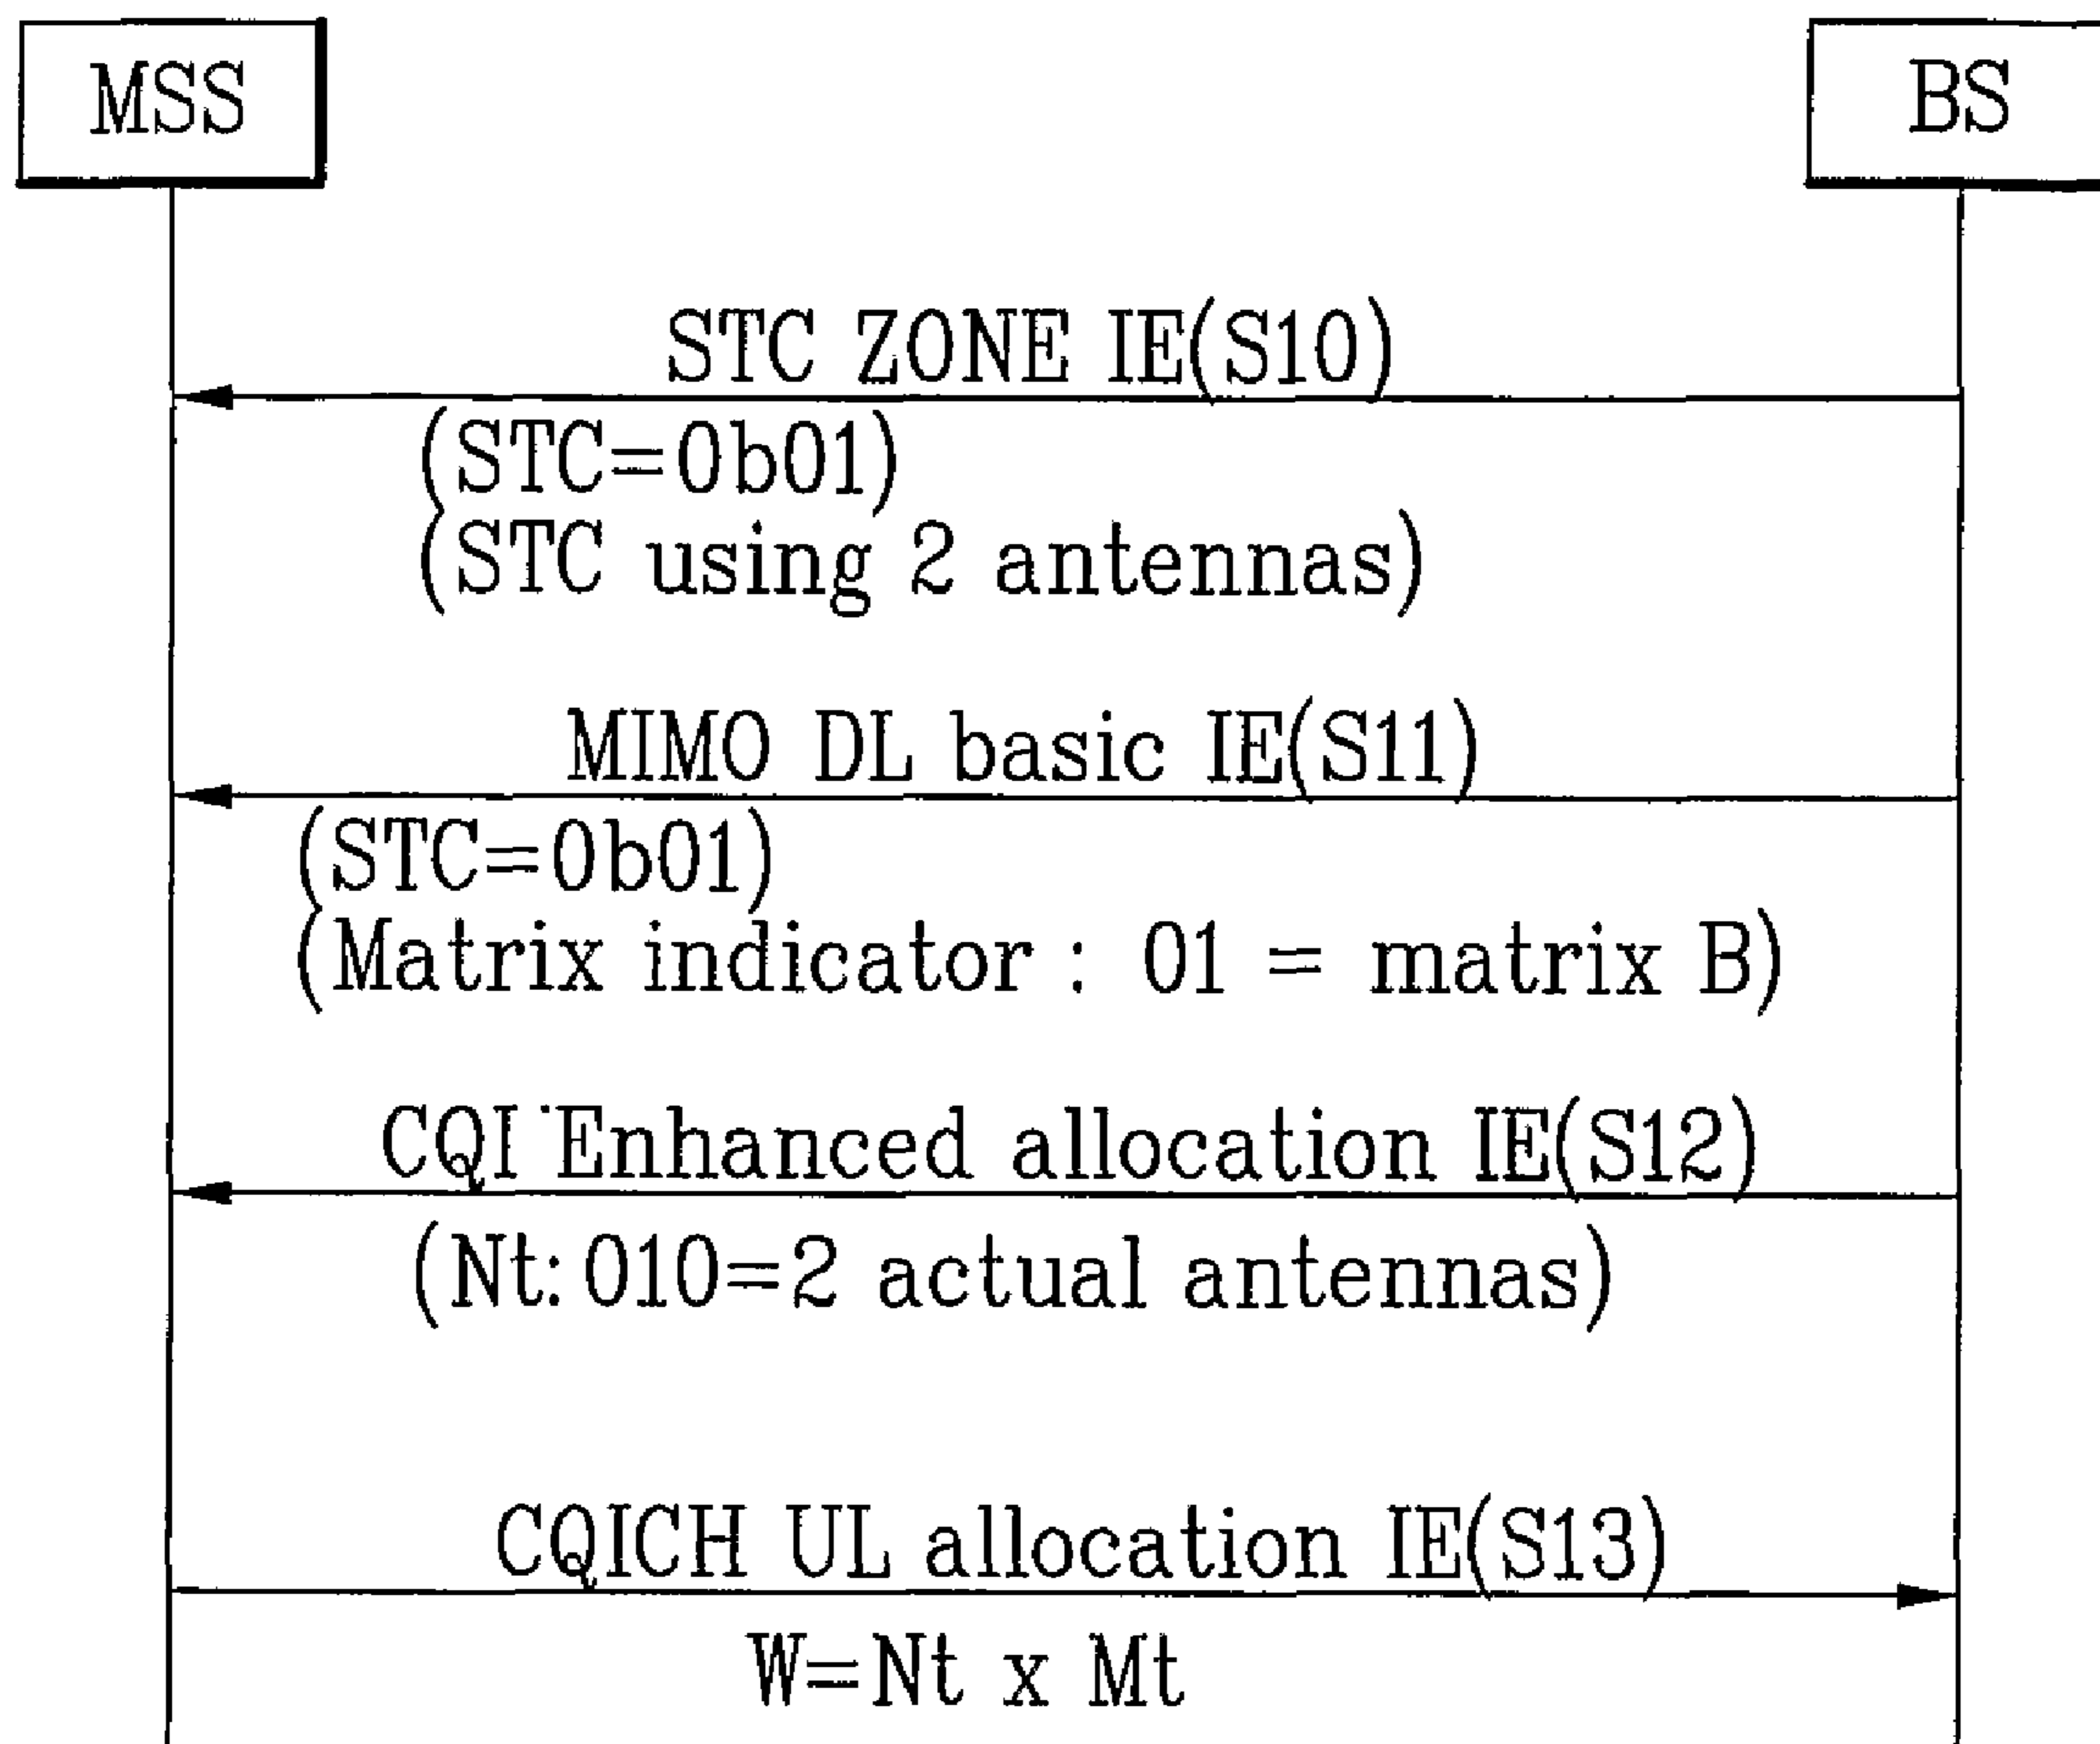 MSS
BS
STC ZONE IE(S10)
(STC=0b01)
(STC using 2 antennas)
MIMO DL basic IE(S11)
(STC=0b01)
(Matrix indicator : 01 = matrix B)
CQI Enhanced allocation IE(S12)
(Nt:010=2 actual antennas)
CQICH UL allocation IE(S13)
W=Nt x Mt